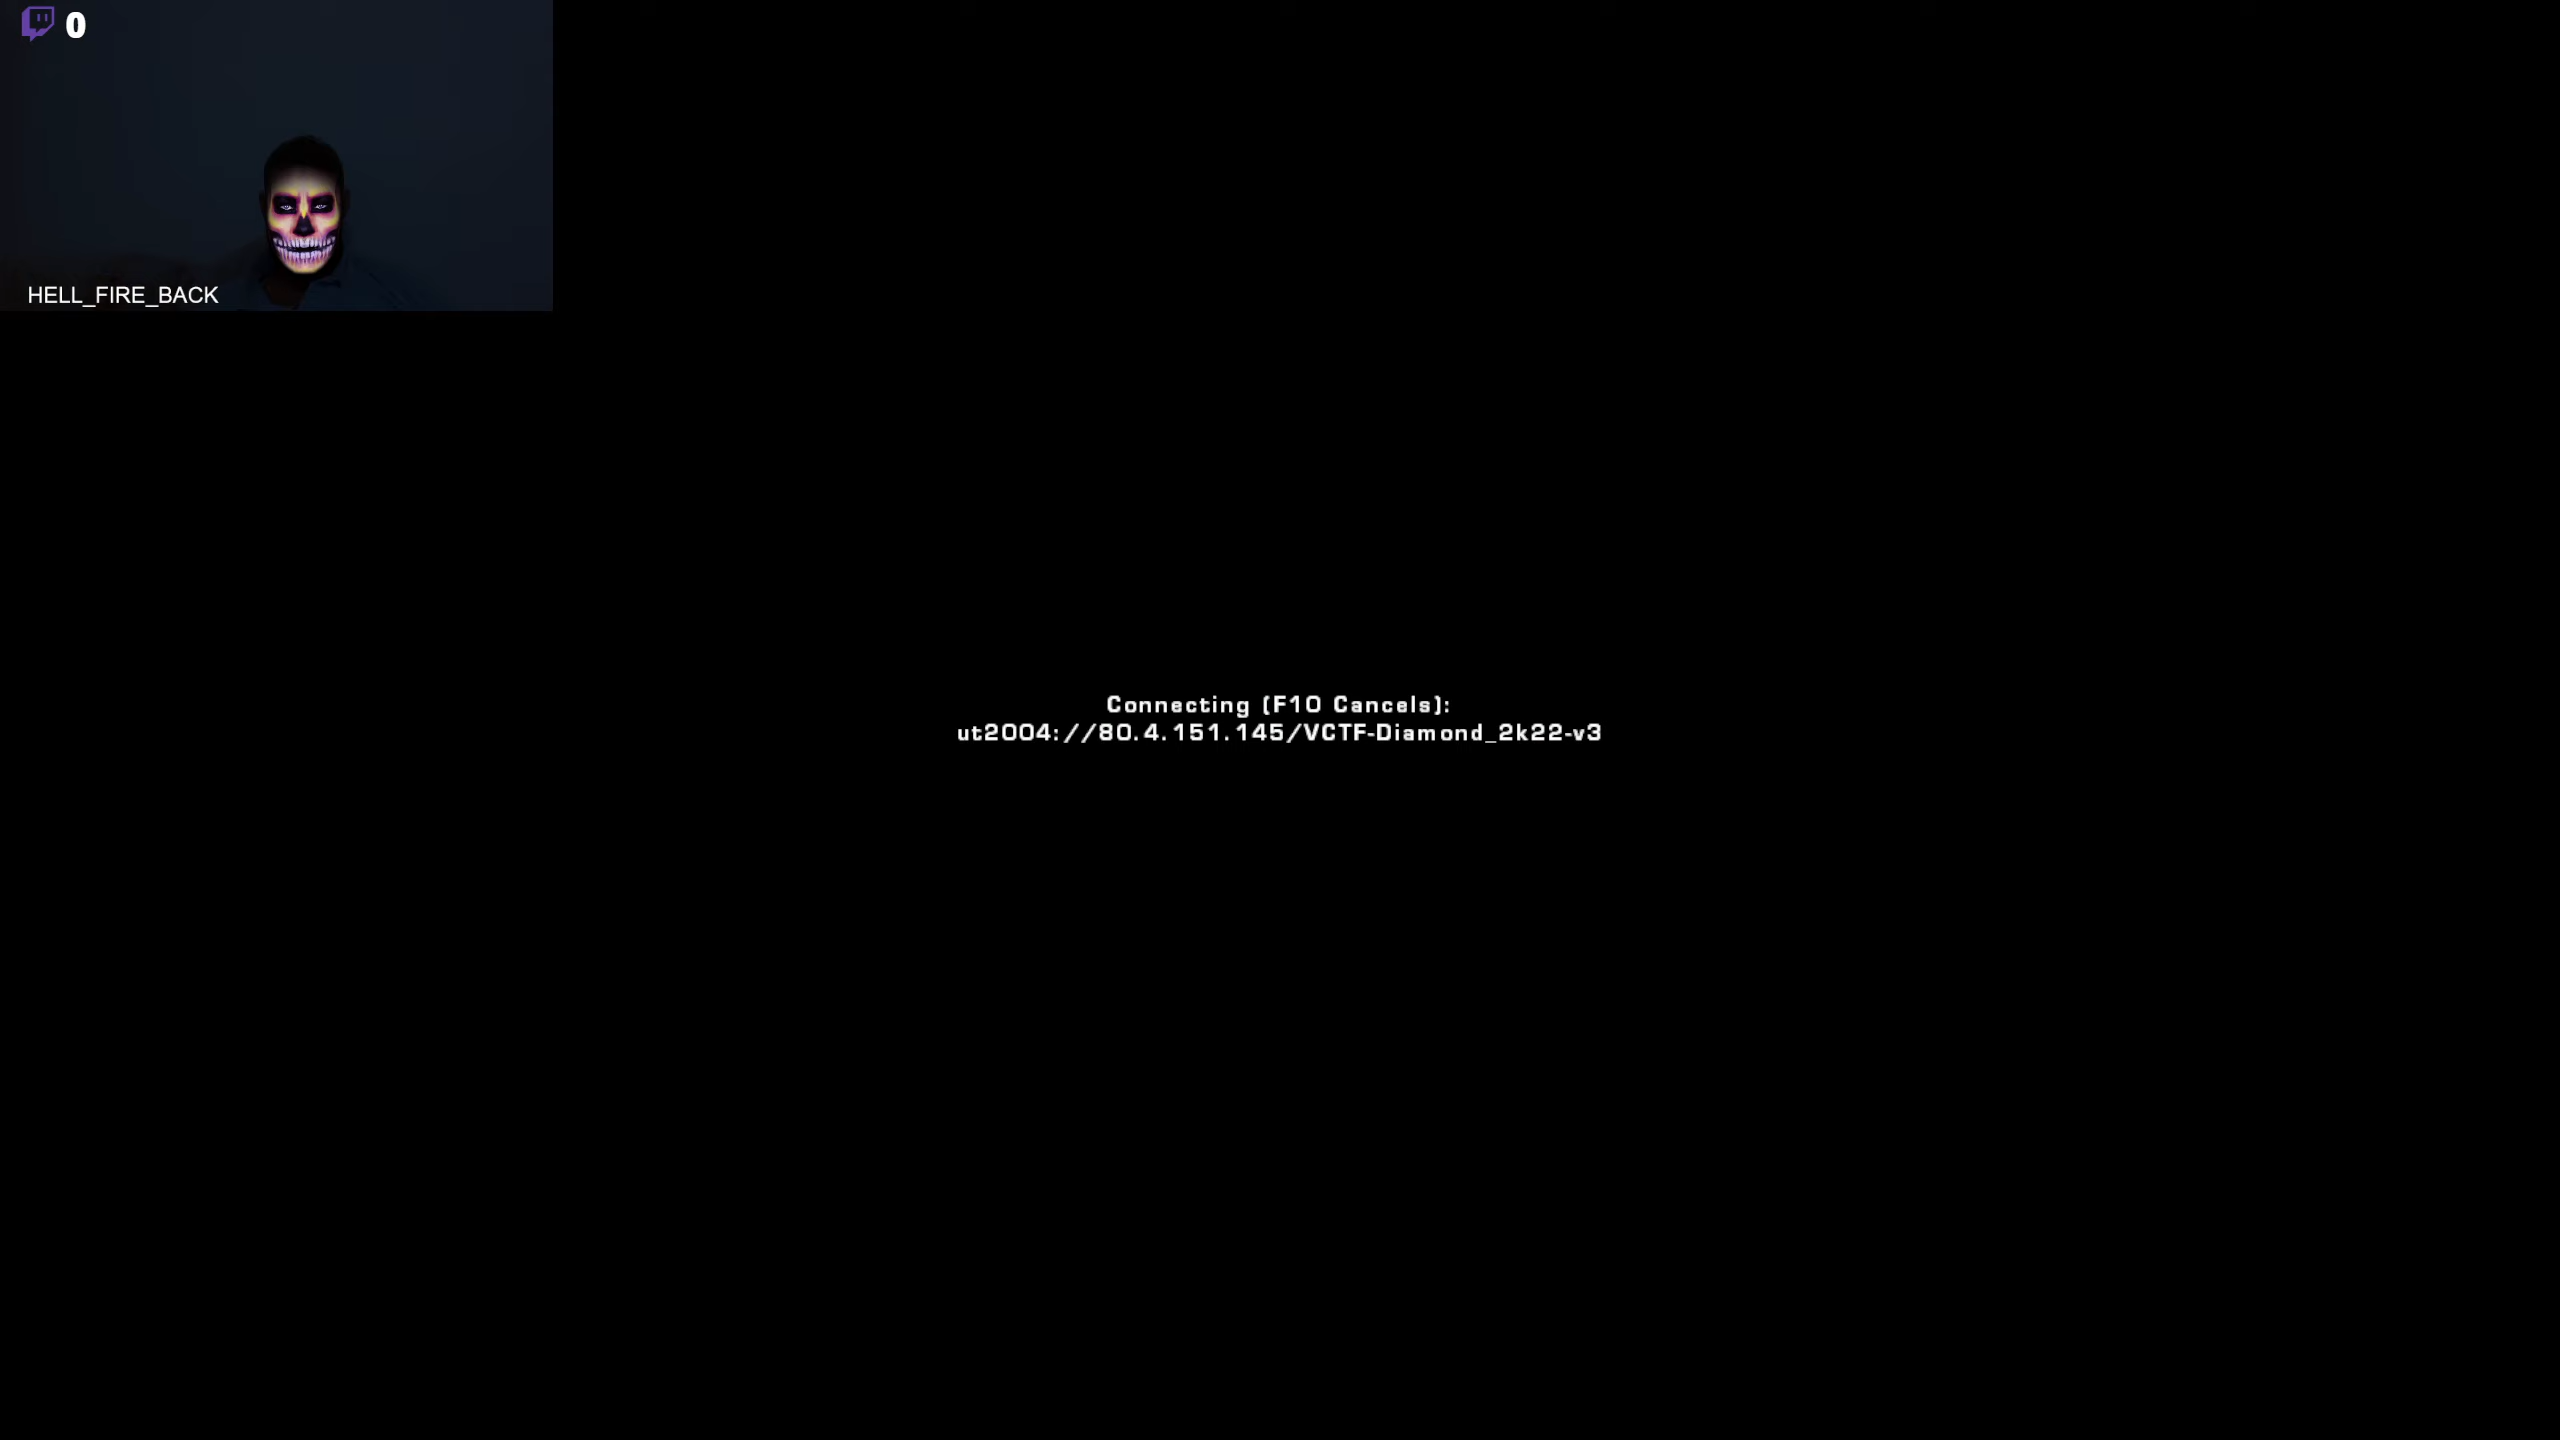 0
HELL_FIRE_BACK
Connecting (F10 Cancels):
ut2004://80.4.151.145/VCTF-Diamond_2k22-v3